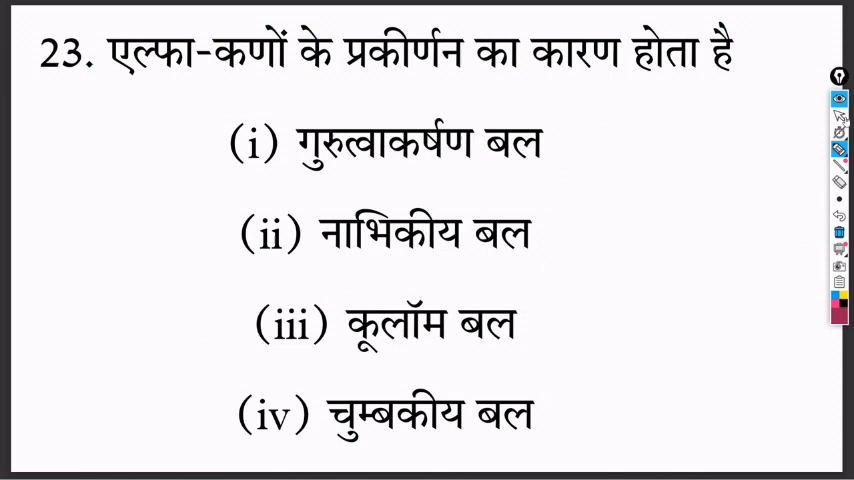 23. एल्फा-कणों के प्रकीर्णन का कारण होता है
(i) गुरुत्वाकर्षण बल
(ii) नाभिकीय बल
(iii) कूलॉम बल
(iv) चुम्बकीय बल